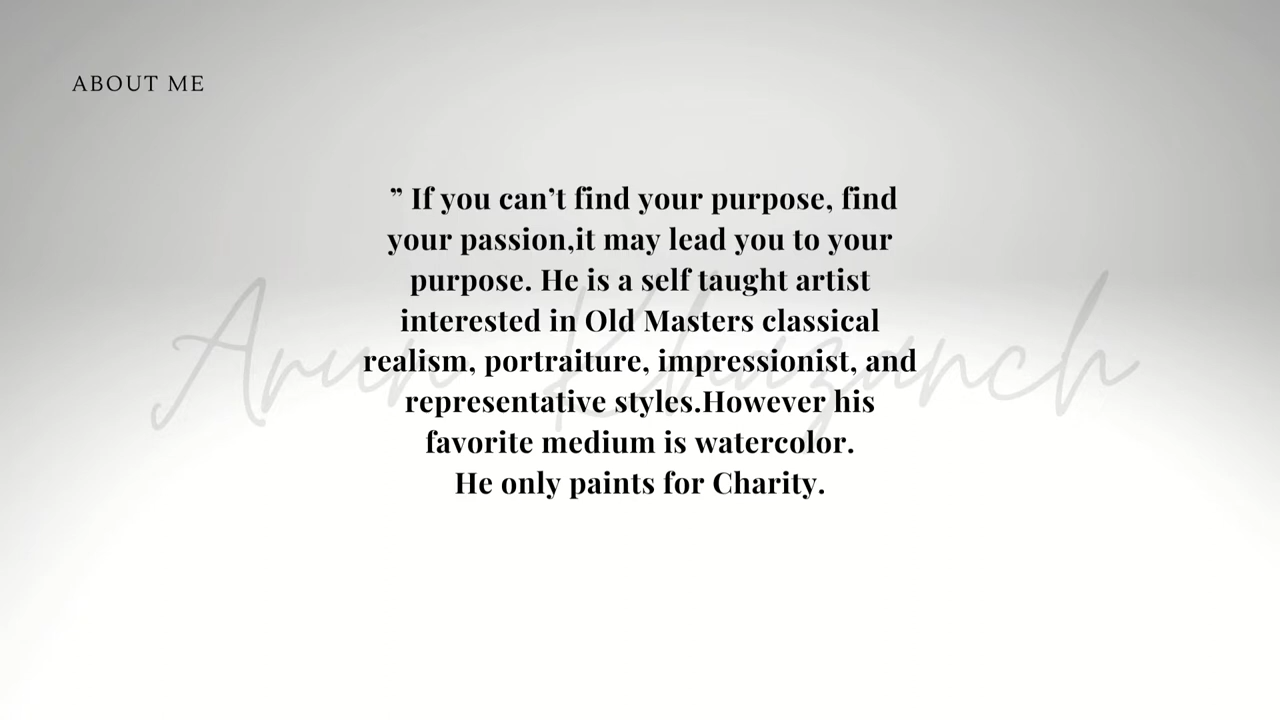 ABOUT ME
” If you can’t find your purpose, find
your passion,it may lead you to your
purpose. He is a self taught artist
interested in Old Masters classical
realism, portraiture, impressionist, and
representative styles.However his
favorite medium is watercolor.
He only paints for Charity.
Arun Khazanch